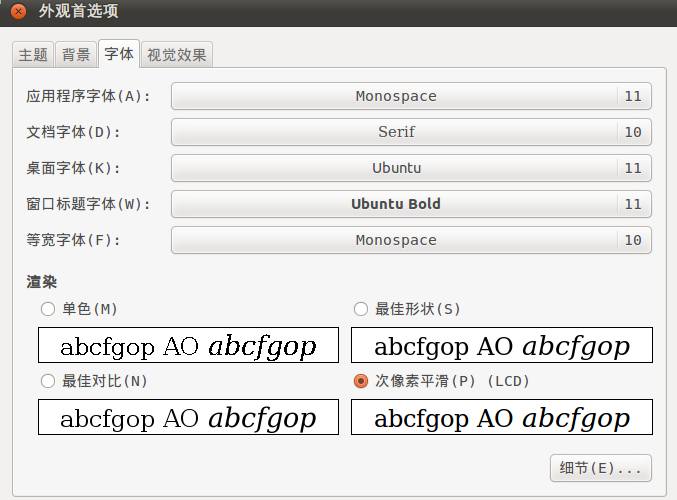 外观首选项
主题 背景 字体 视觉效果
应用程序字体(A): Monospace 11
文档字体(D): Serif 10
桌面字体(K): Ubuntu 11
窗口标题字体(W): Ubuntu Bold 11
等宽字体(F): Monospace 10
渲染
单色(M) 最佳形状(S)
abcfgop AO abcfgop abcfgop AO abcfgop
最佳对比(N) 次像素平滑(P) (LCD)
abcfgop AO abcfgop abcfgop AO abcfgop
细节(E)...